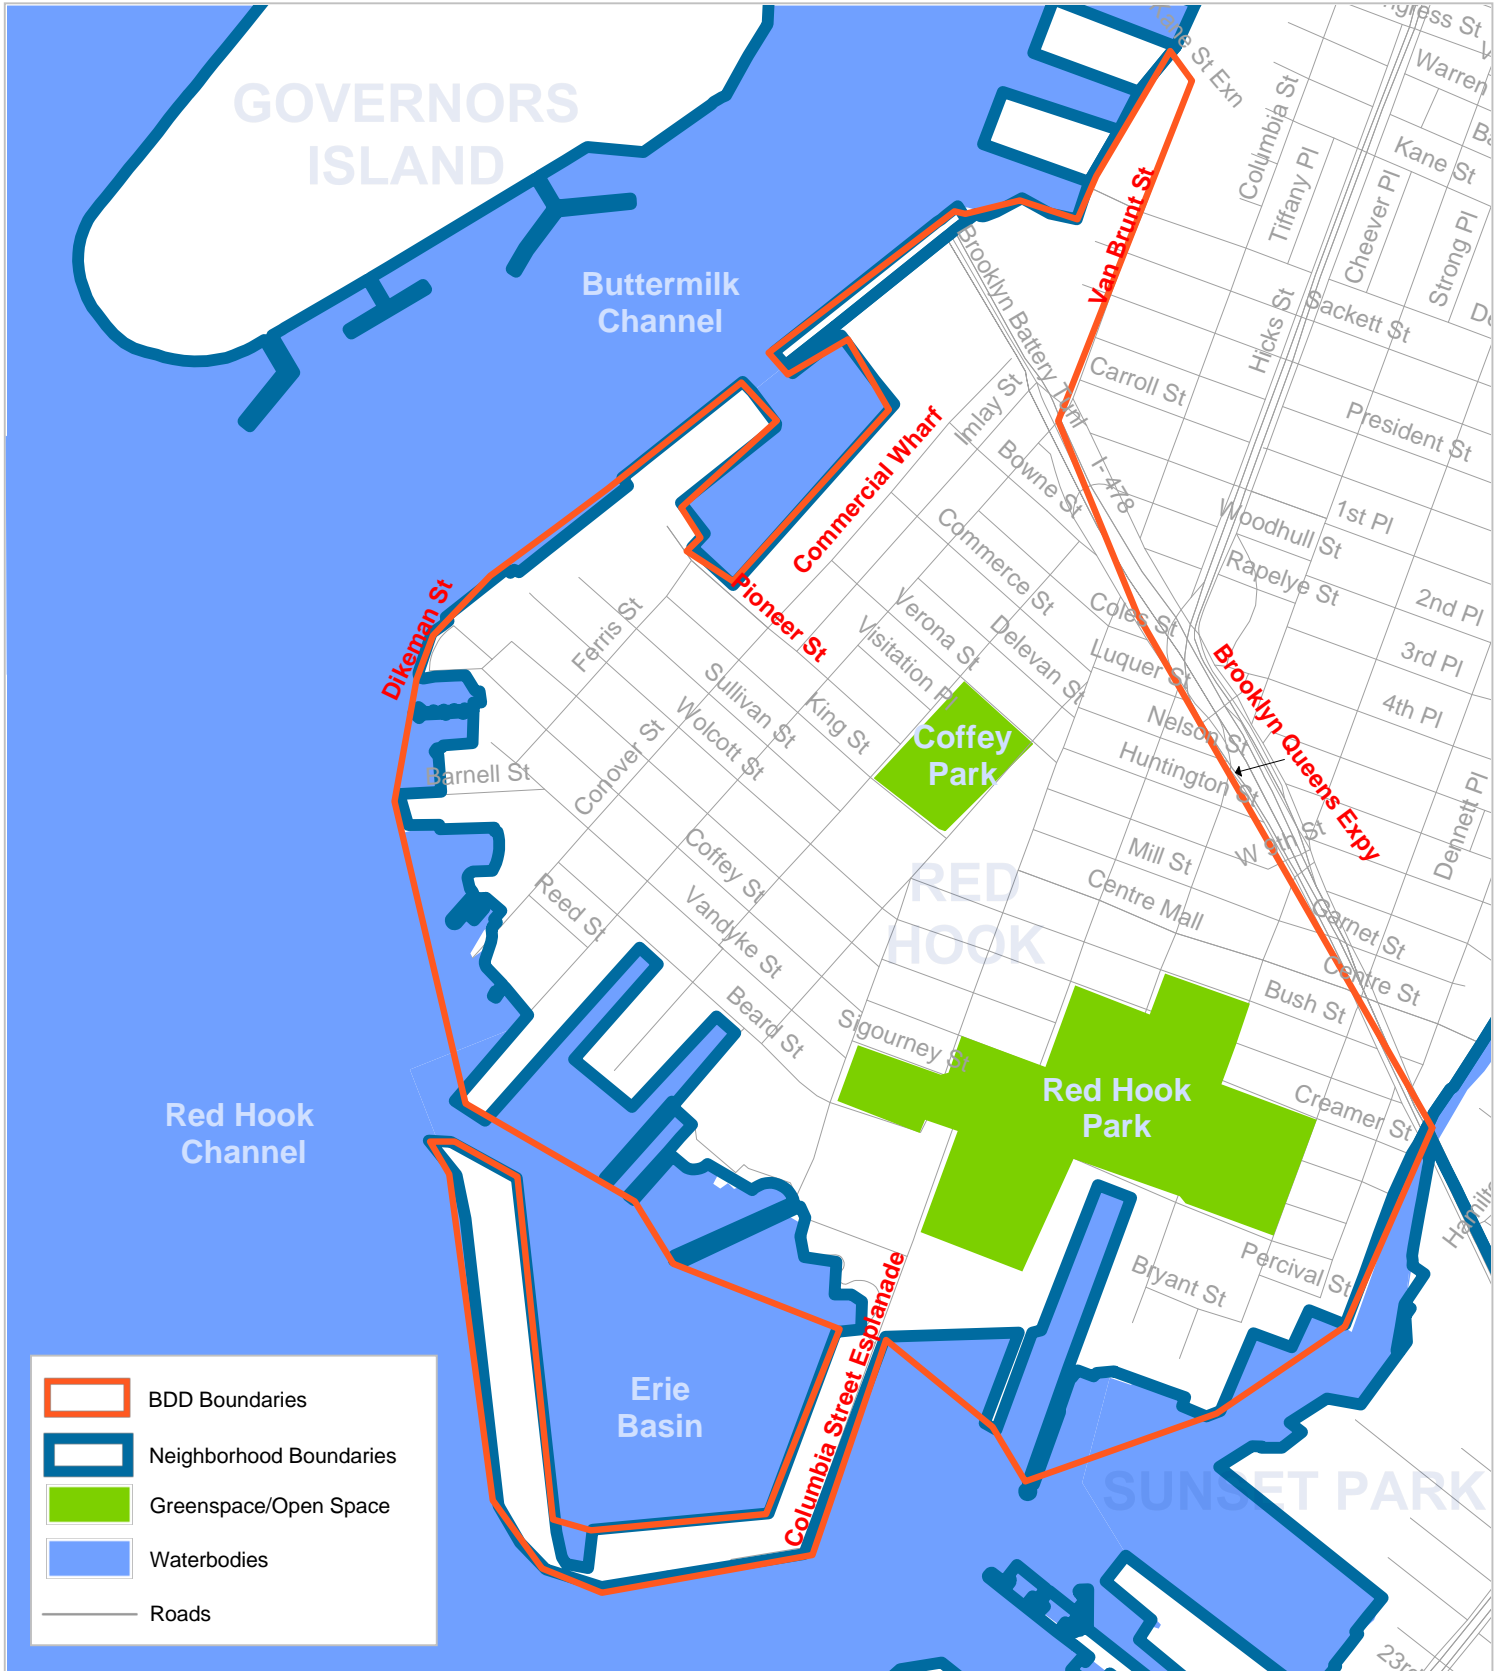 Kane St Exn
Congress St
Warren
GOVERNORS
ISLAND
Columbia St
Kane St
Tiffany Pl
Cheever Pl
Strong Pl
Van Brunt St
Brooklyn Battery Tunl
Buttermilk
Channel
Hicks St
Sackett St
Carroll St
President St
Imlay St
Commercial Wharf
Bowne St
I- 478
1st Pl
Woodhull St
Rapelye St
2nd Pl
3rd Pl
4th Pl
Commerce St
Coles St
Luquer St
Verona St
Delevan St
Visitation Pl
Pioneer St
Dikeman St
Ferris St
Sullivan St
Wolcott St
King St
Conover St
Nelson St
Huntington St
Brooklyn Queens Expy
Coffey
Park
Barnell St
Dennett Pl
W 9th St
Mill St
Centre Mall
RED
HOOK
Coffey St
Vandyke St
Reed St
Beard St
Garnet St
Centre St
Bush St
Sigourney St
Red Hook
Park
Creamer St
Red Hook
Channel
Percival St
Bryant St
Columbia Street Esplanade
Erie
Basin
SUNSET PARK
BDD Boundaries
Neighborhood Boundaries
Greenspace/Open Space
Waterbodies
Roads